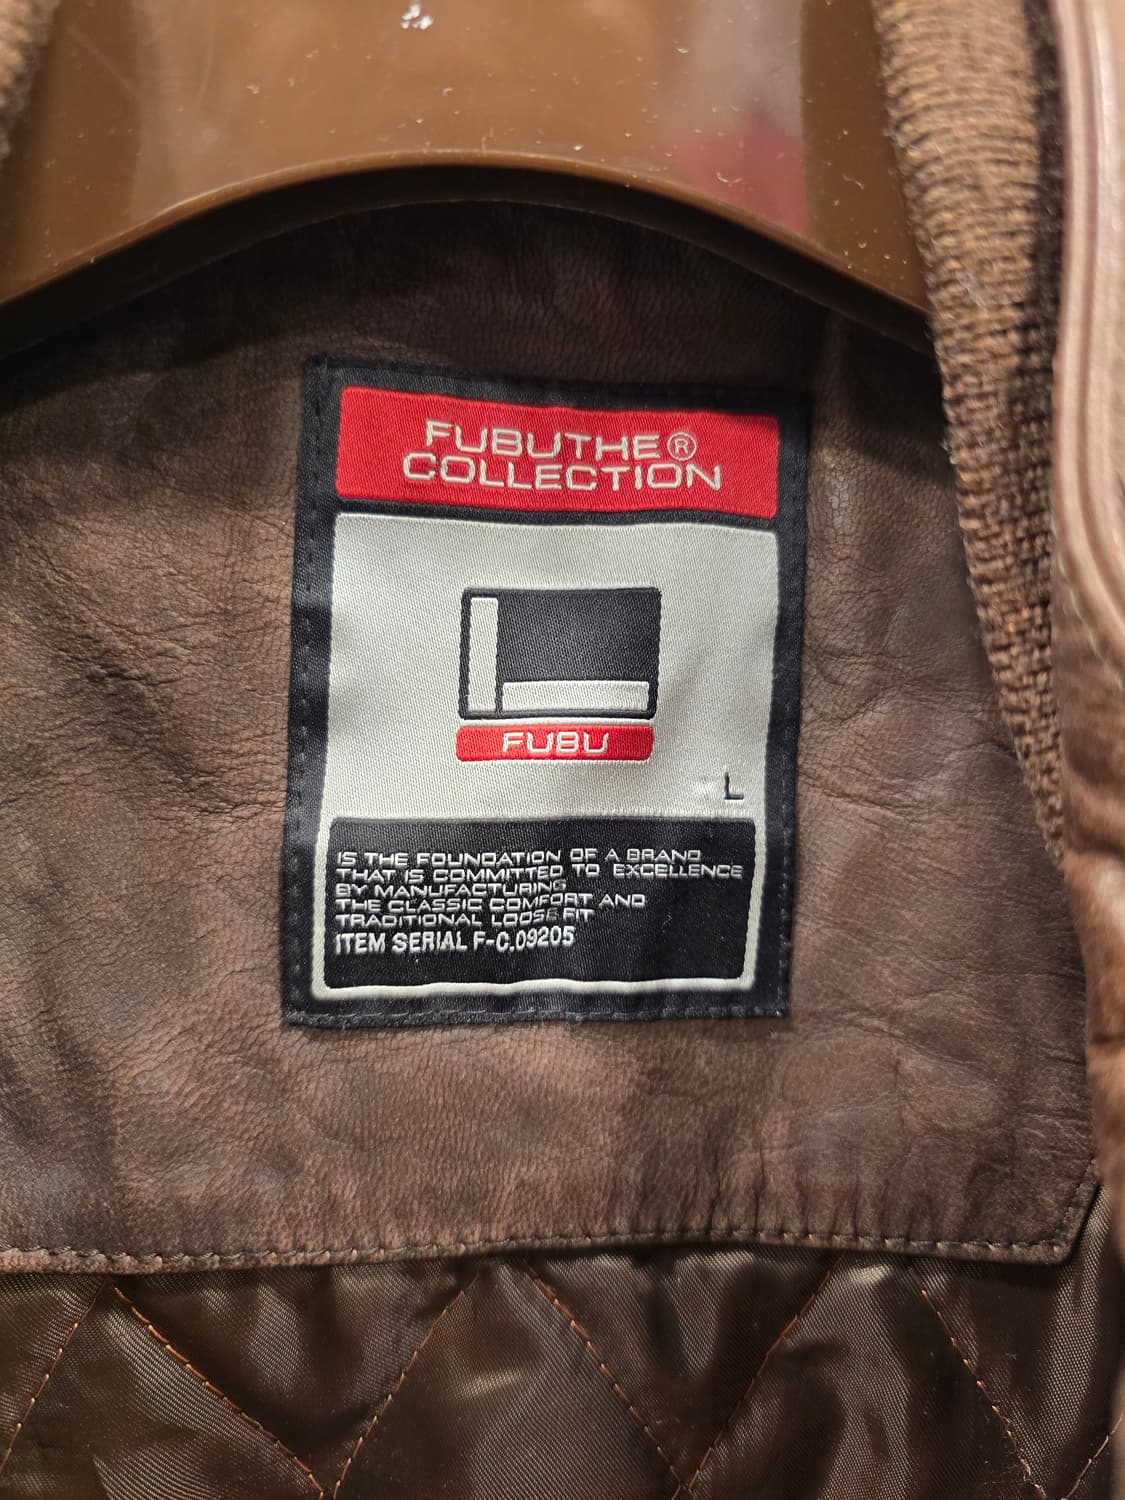 FUBUTHE®
COLLECTION
FUBU
L
IS THE FOUNDATION OF A BRAND
THAT IS COMMITTED TO EXCELLENCE
BY MANUFACTURING
THE CLASSIC COMFORT AND
TRADITIONAL LOOSE FIT
ITEM SERIAL F-C.09205